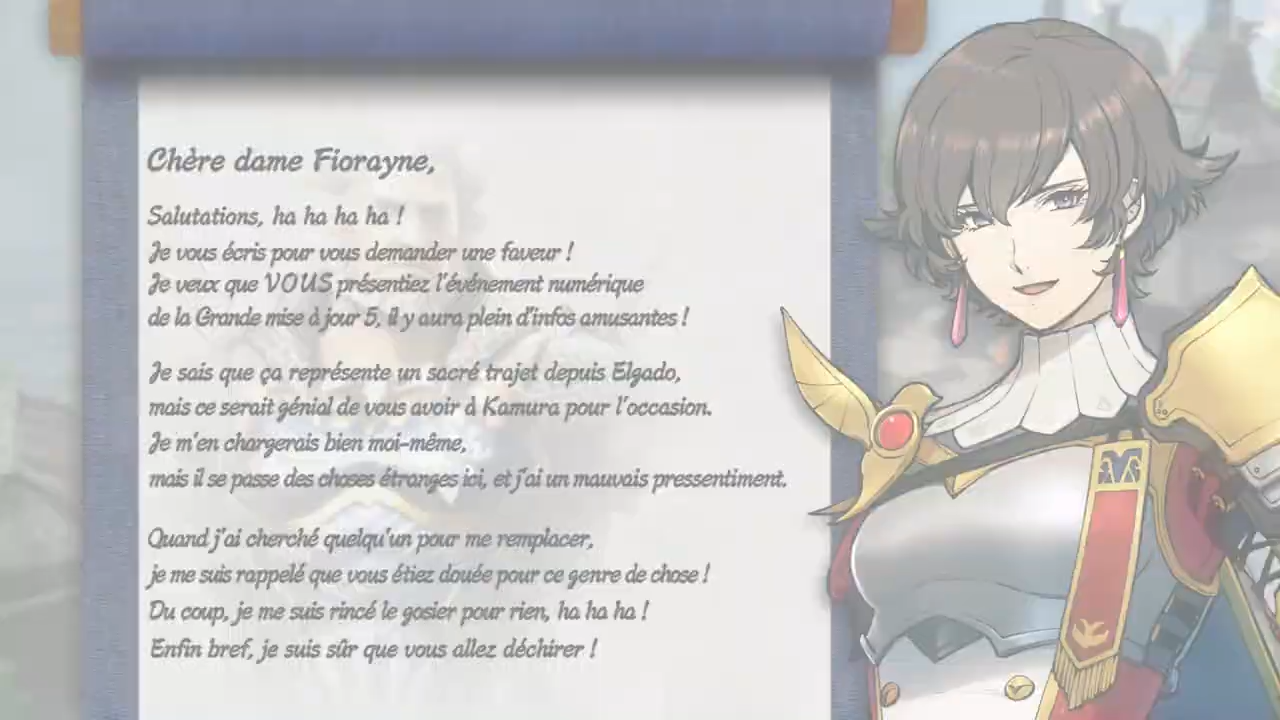 Chère dame Fiorayne,
Salutations, ha ha ha ha !
Je vous écris pour vous demander une faveur !
Je veux que VOUS présentiez l'événement numérique
de la Grande mise à jour 5, il y aura plein d'infos amusantes !
Je sais que ça représente un sacré trajet depuis Elgado,
mais ce serait génial de vous avoir à Kamura pour l'occasion.
Je m'en chargerais bien moi-même,
mais il se passe des choses étranges ici, et j'ai un mauvais pressentiment.
Quand j'ai cherché quelqu'un pour me remplacer,
je me suis rappelé que vous étiez douée pour ce genre de chose !
Du coup, je me suis rincé le gosier pour rien, ha ha ha !
Enfin bref, je suis sûr que vous allez déchirer !